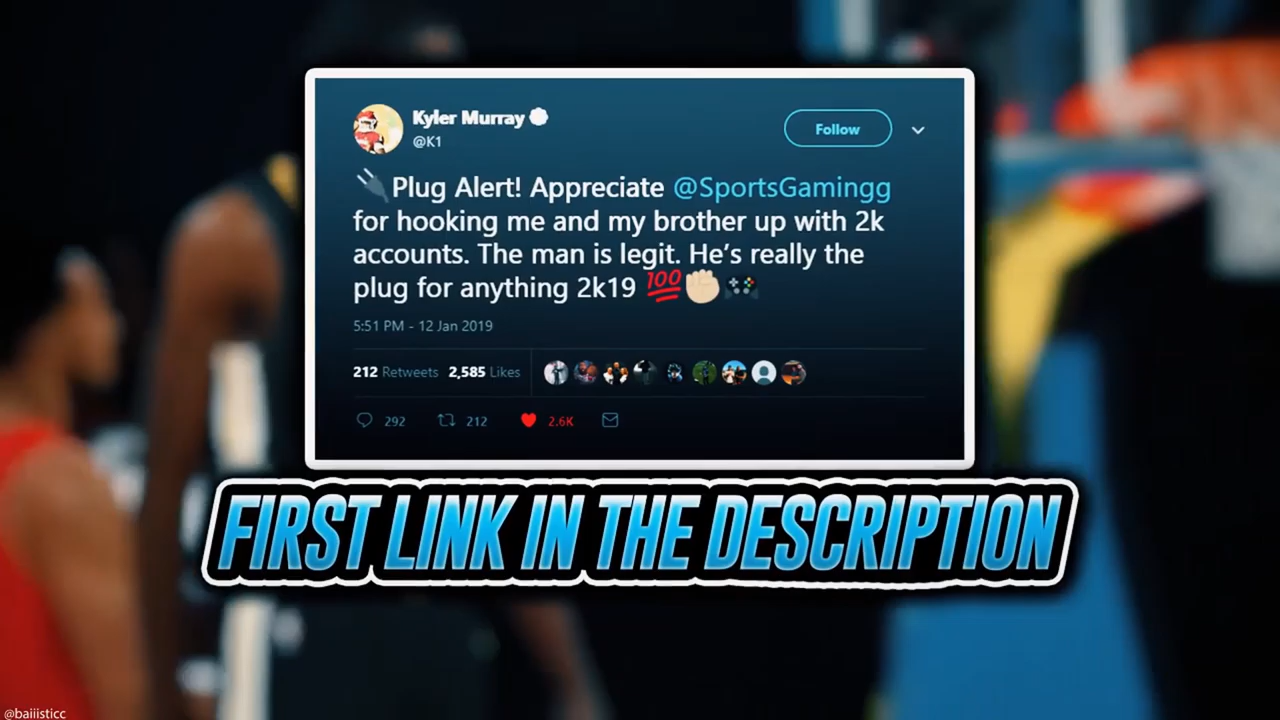 Kyler Murray
@K1
Follow
🔌Plug Alert! Appreciate @SportsGamingg
for hooking me and my brother up with 2k
accounts. The man is legit. He’s really the
plug for anything 2k19 💯✊🏼🎮
5:51 PM - 12 Jan 2019
212 Retweets 2,585 Likes
292 212 2.6K
FIRST LINK IN THE DESCRIPTION
@baiiisticc